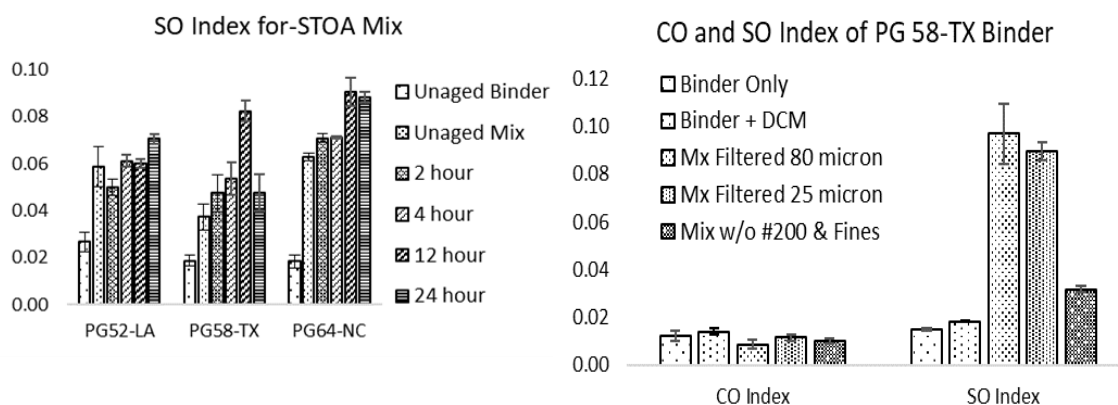 SO Index for-STOA Mix
0.10
0.08
0.06
0.04
0.02
0.00
PG52-LA PG58-TX PG64-NC
Unaged Binder
Unaged Mix
2 hour
4 hour
12 hour
24 hour
CO and SO Index of PG 58-TX Binder
0.12
0.10
0.08
0.06
0.04
0.02
0.00
Binder Only
Binder + DCM
Mx Filtered 80 micron
Mx Filtered 25 micron
Mix w/o #200 & Fines
CO Index SO Index